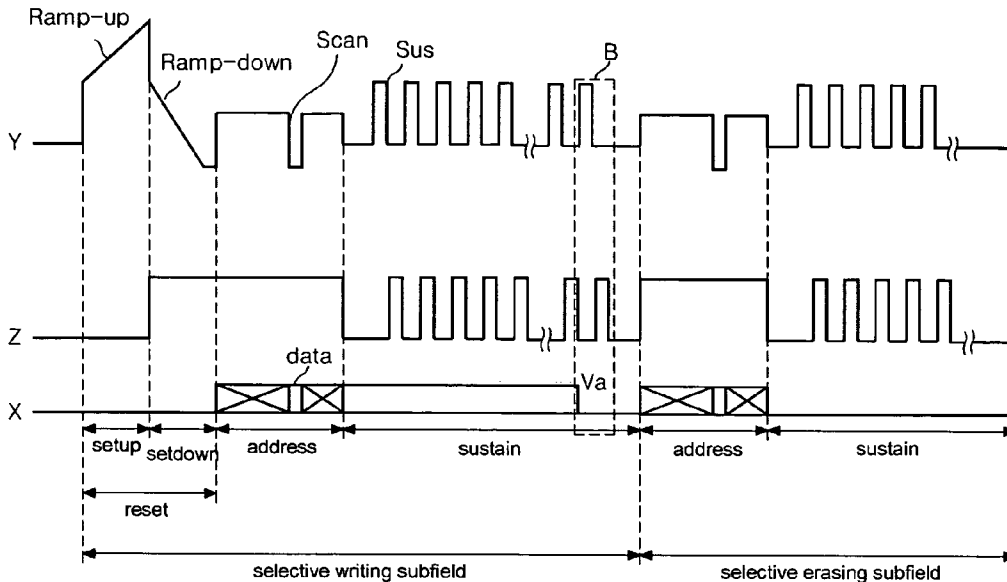 Ramp-up
Ramp-down
Scan
Sus
B
Y
Z
data
Va
X
setup
setdown
address
sustain
address
sustain
reset
selective writing subfield
selective erasing subfield